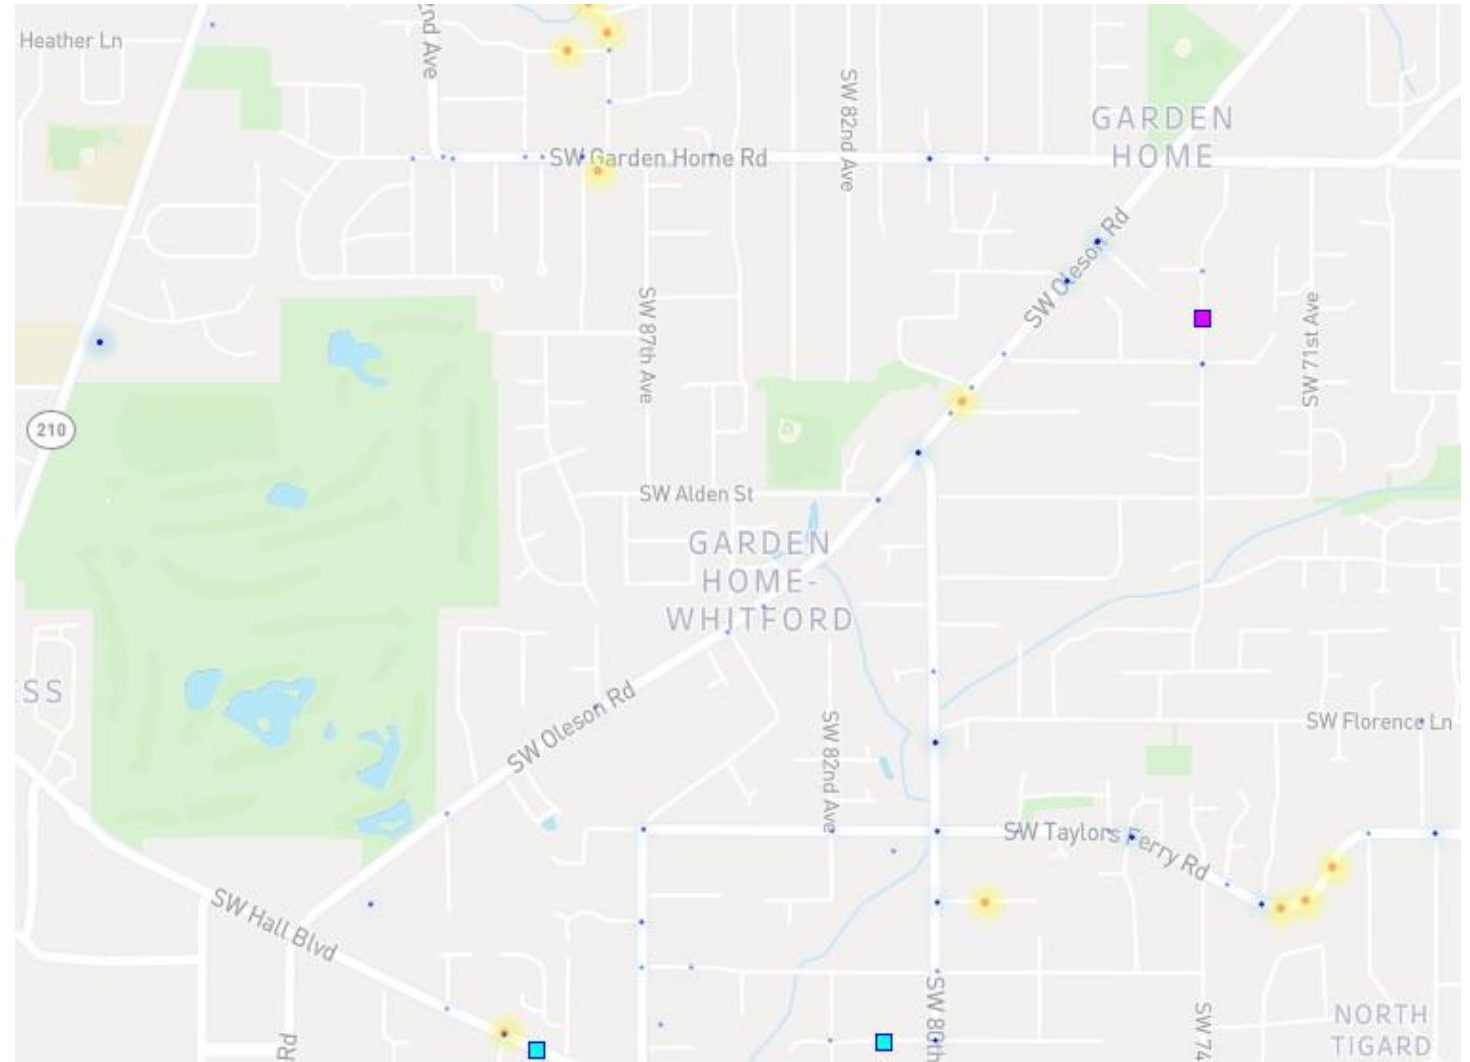 Heather Ln
nd Ave
SW 82nd Ave
GARDEN
HOME
SW Garden Home Rd
SW Oleson Rd
SW 87th Ave
SW 71st Ave
210
SW Alden St
GARDEN
HOME-
WHITFORD
SW Oleson Rd
SW 82nd Ave
SW Florence Ln
SW Taylors Ferry Rd
SW Hall Blvd
SW 80th
SW 74
NORTH
TIGARD
Rd